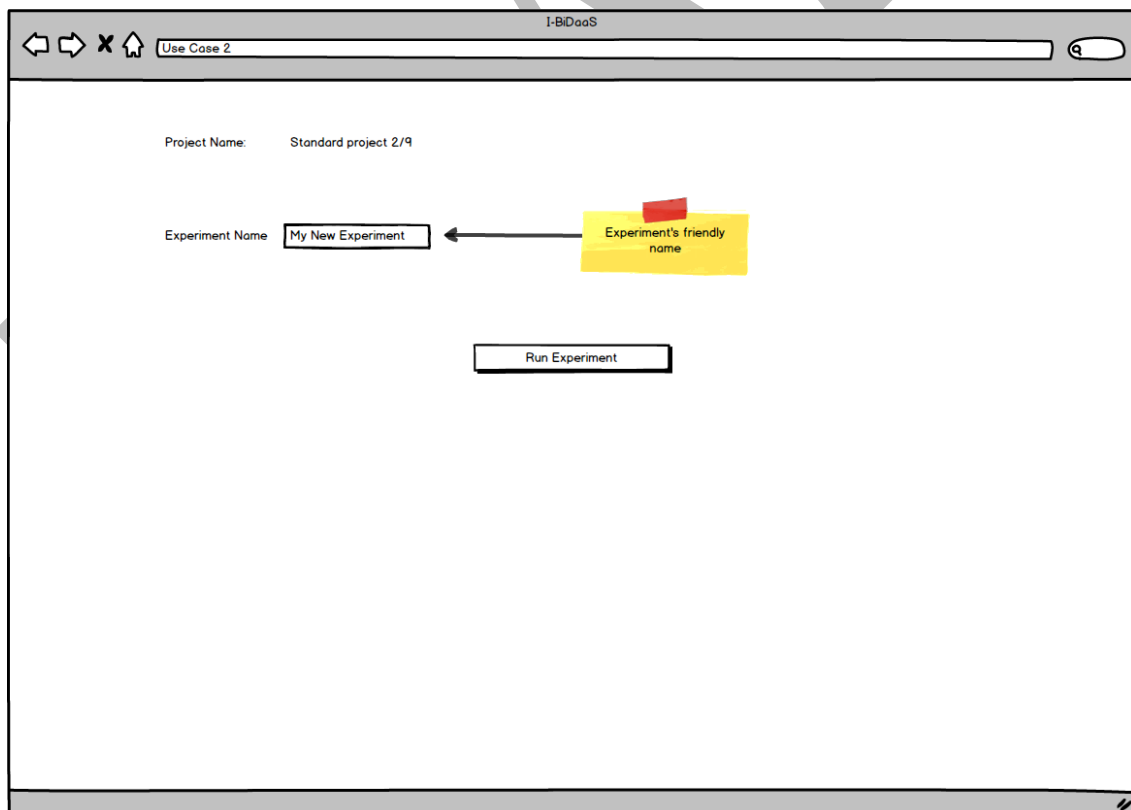 I-BiDaaS
Use Case 2
Project Name: Standard project 2/9
Experiment Name My New Experiment
Experiment's friendly
name
Run Experiment